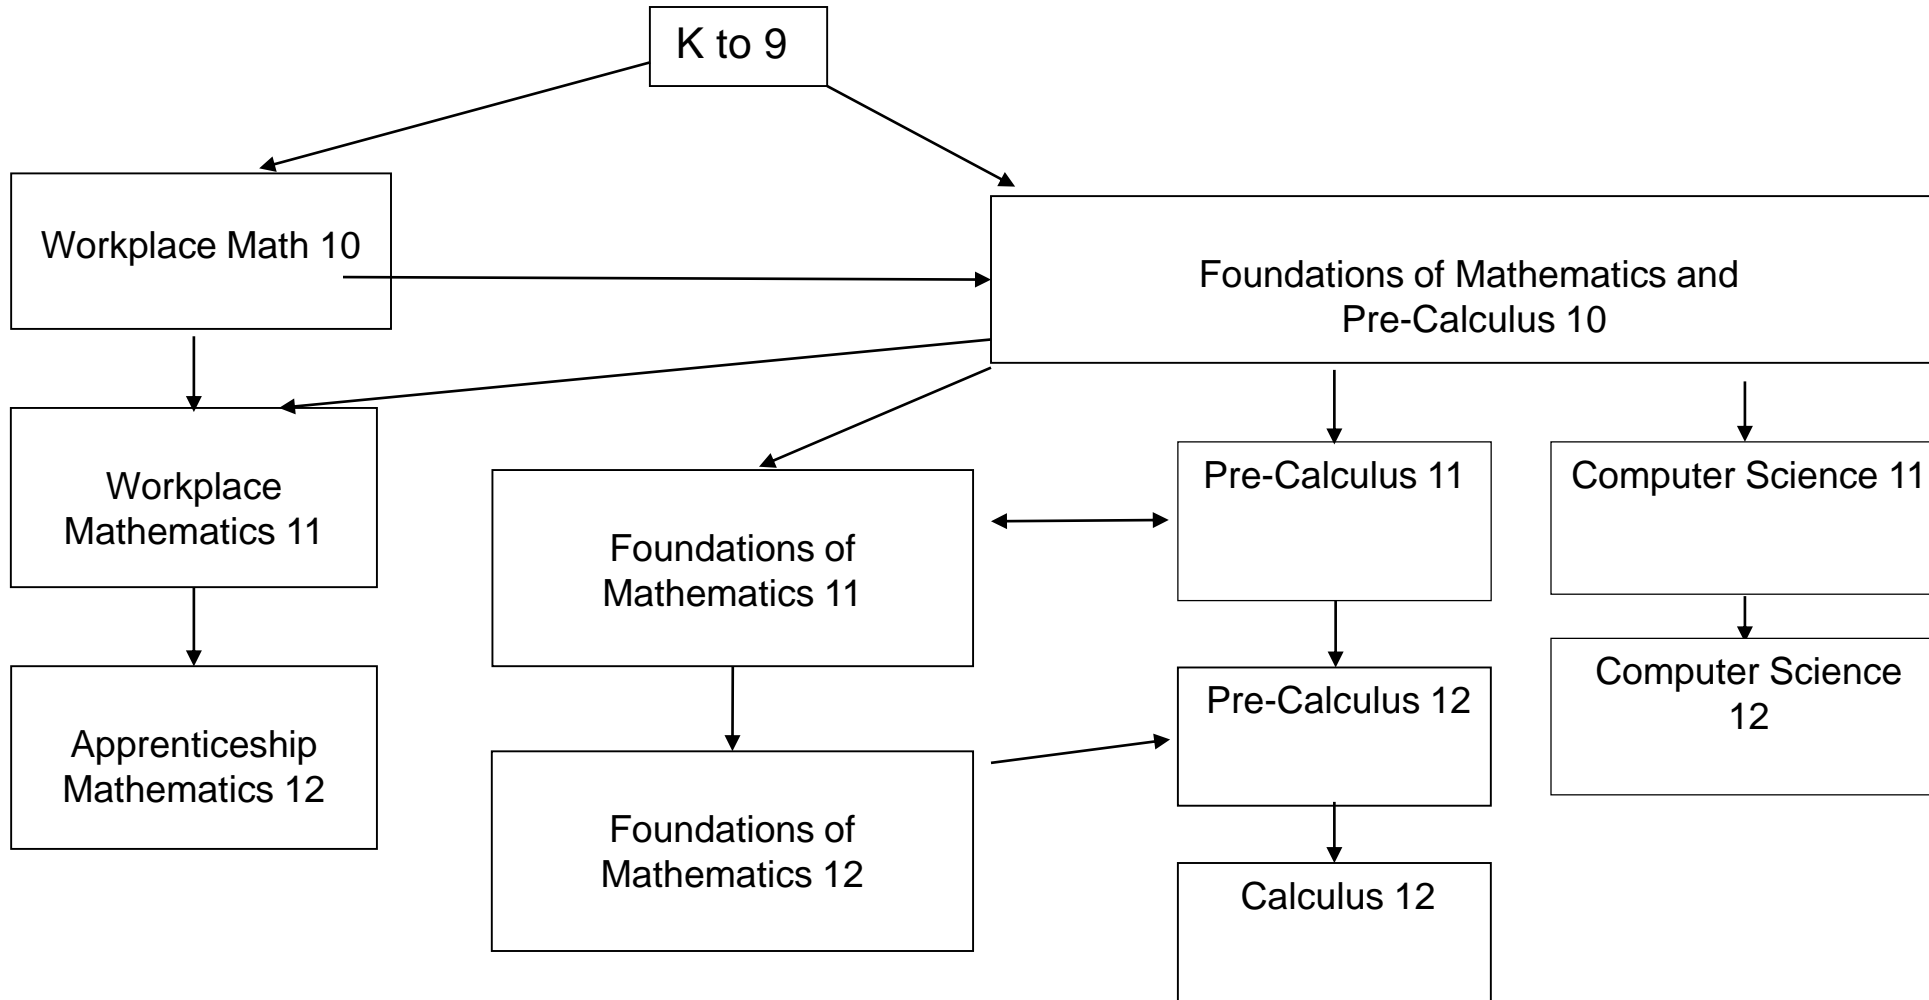 K to 9
Workplace Math 10
Foundations of Mathematics and
Pre-Calculus 10
Workplace
Mathematics 11
Foundations of
Mathematics 11
Pre-Calculus 11
Computer Science 11
Apprenticeship
Mathematics 12
Foundations of
Mathematics 12
Pre-Calculus 12
Computer Science
12
Calculus 12